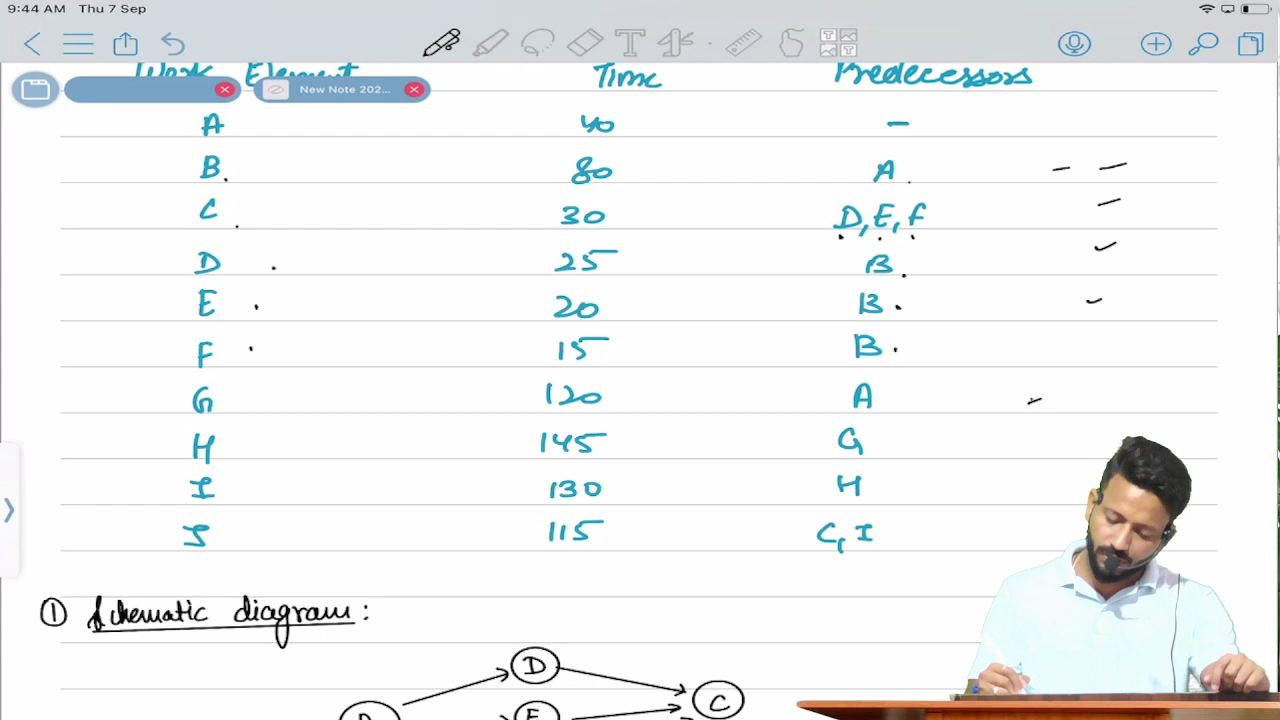 9:44 AM Thu 7 Sep
New Note 202...
Work Element Time Predecessors
A 40 -
B 80 A
C 30 D, E, F
D 25 B
E 20 B
F 15 B
G 120 A
H 145 G
I 130 H
J 115 C, I
① Schematic diagram:
D
C
E